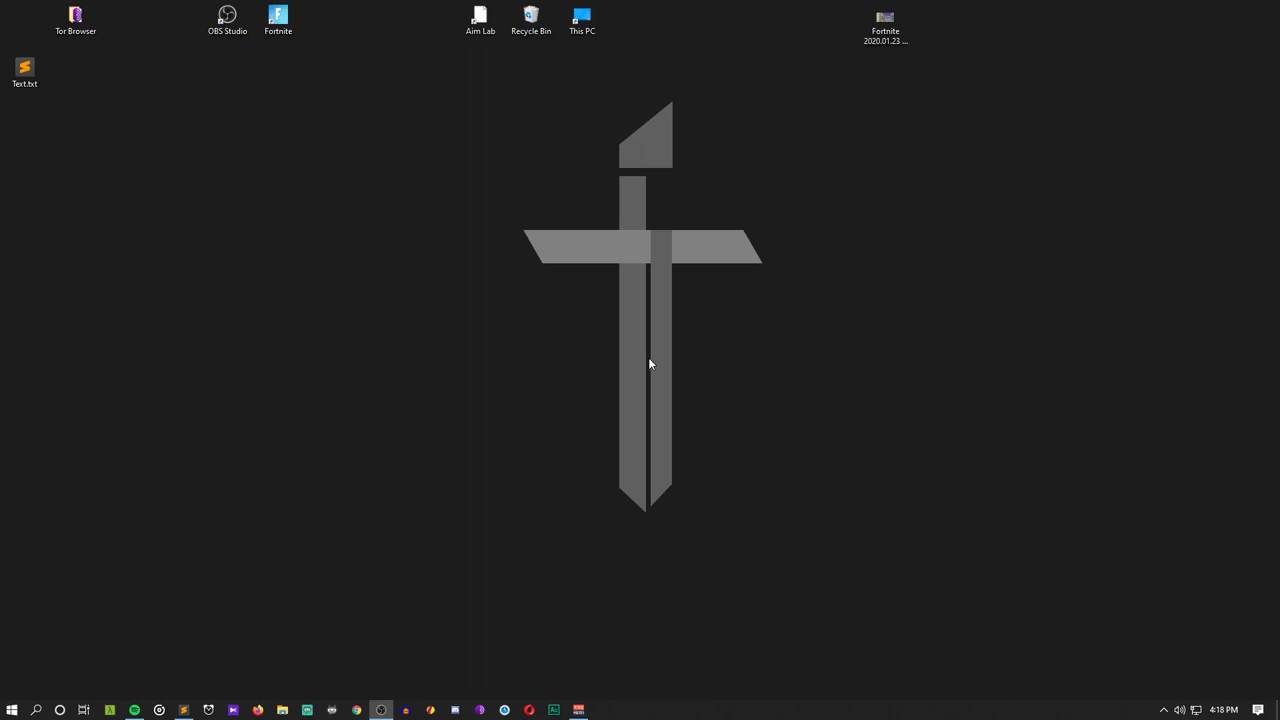 Tor Browser
OBS Studio
Fortnite
Aim Lab
Recycle Bin
This PC
Fortnite
2020.01.23 ...
Text.txt
4:18 PM